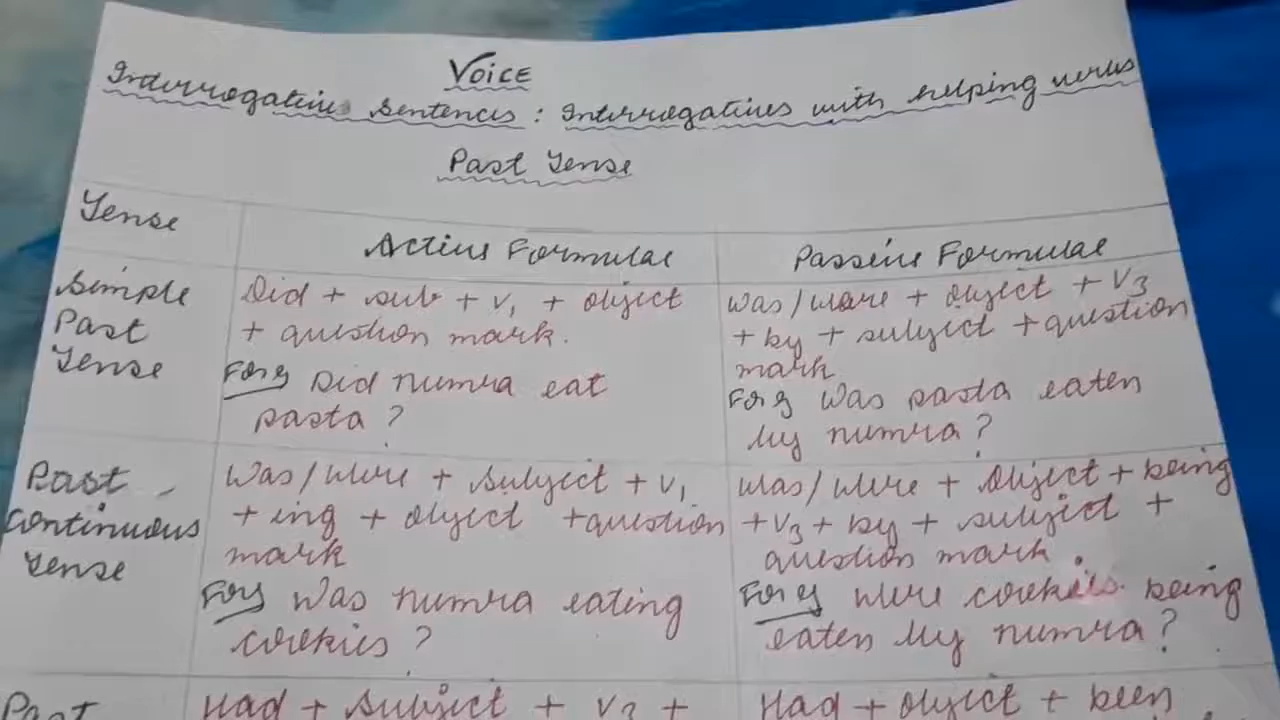 Voice
Interrogative Sentences : Interrogatives with helping verbs
Past Tense
Tense
Active Formulae
Passive Formulae
Simple Past Tense
Did + sub + V1 + object
+ question mark.
For eg Did numra eat
pasta ?
was/were + object + V3
+ by + subject + question
mark
For eg Was pasta eaten
by numra ?
Past
Continuous
Tense
Was/were + subject + V1
+ ing + object + question
mark
For eg Was numra eating
cookies ?
was/were + object + being
+ V3 + by + subject +
question mark.
For eg were cookies being
eaten by numra ?
Past
Had + subject + V3 +
Had + object + been